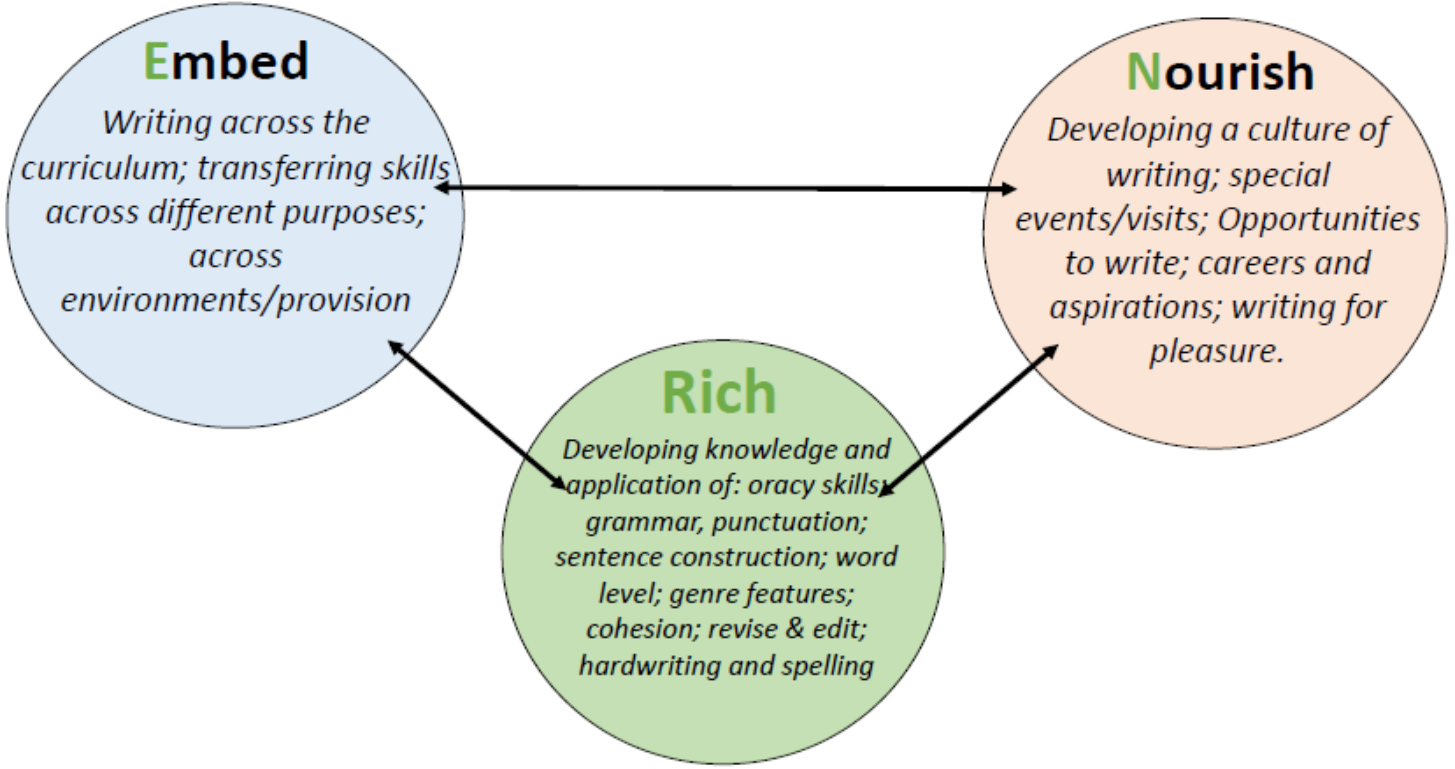 Embed
Writing across the
curriculum; transferring skills
across different purposes;
across
environments/provision
Nourish
Developing a culture of
writing; special
events/visits; Opportunities
to write; careers and
aspirations; writing for
pleasure.
Rich
Developing knowledge and
application of: oracy skills;
grammar, punctuation;
sentence construction; word
level; genre features;
cohesion; revise & edit;
hardwriting and spelling